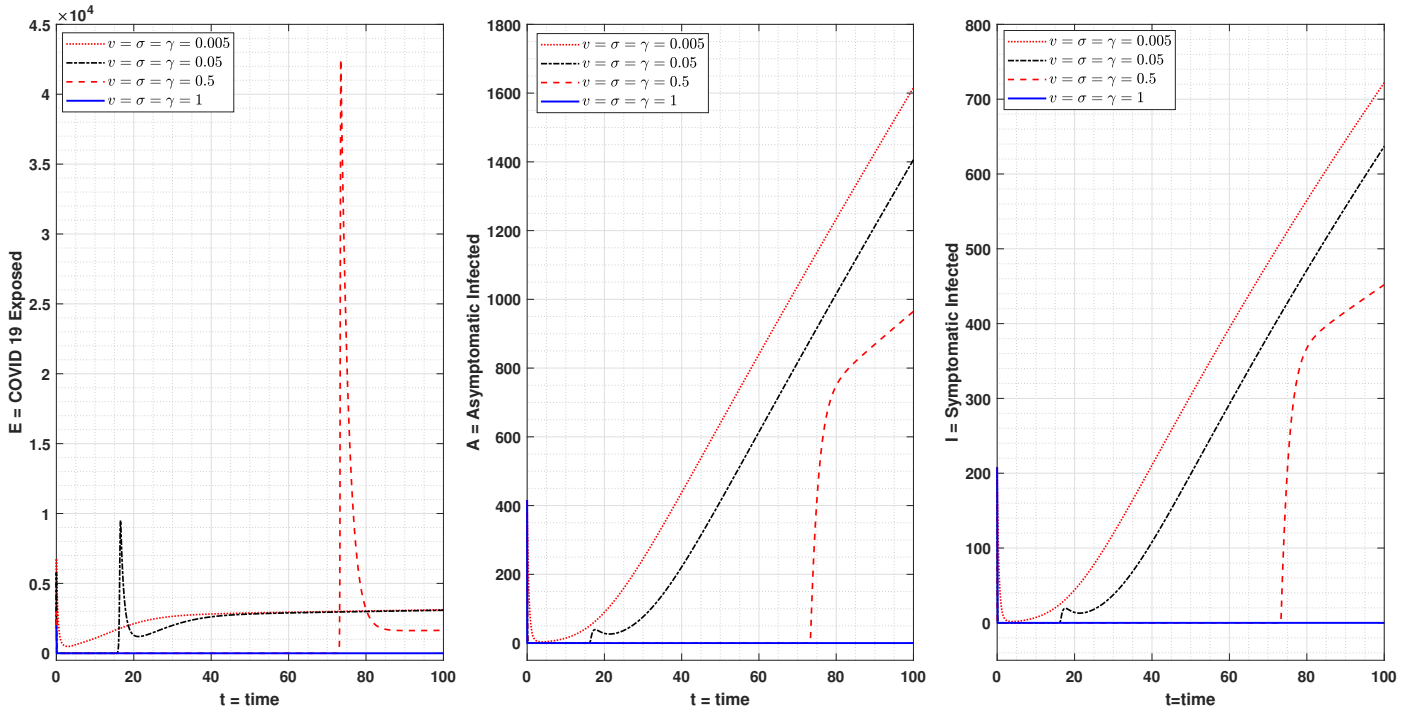 ×10⁴
4.5
4
3.5
3
2.5
2
1.5
1
0.5
0
0 20 40 60 80 100
E = COVID 19 Exposed
t = time
v = σ = γ = 0.005
v = σ = γ = 0.05
v = σ = γ = 0.5
v = σ = γ = 1
1800
1600
1400
1200
1000
800
600
400
200
0
0 20 40 60 80 100
A = Asymptomatic Infected
t = time
v = σ = γ = 0.005
v = σ = γ = 0.05
v = σ = γ = 0.5
v = σ = γ = 1
800
700
600
500
400
300
200
100
0
0 20 40 60 80 100
I = Symptomatic Infected
t=time
v = σ = γ = 0.005
v = σ = γ = 0.05
v = σ = γ = 0.5
v = σ = γ = 1